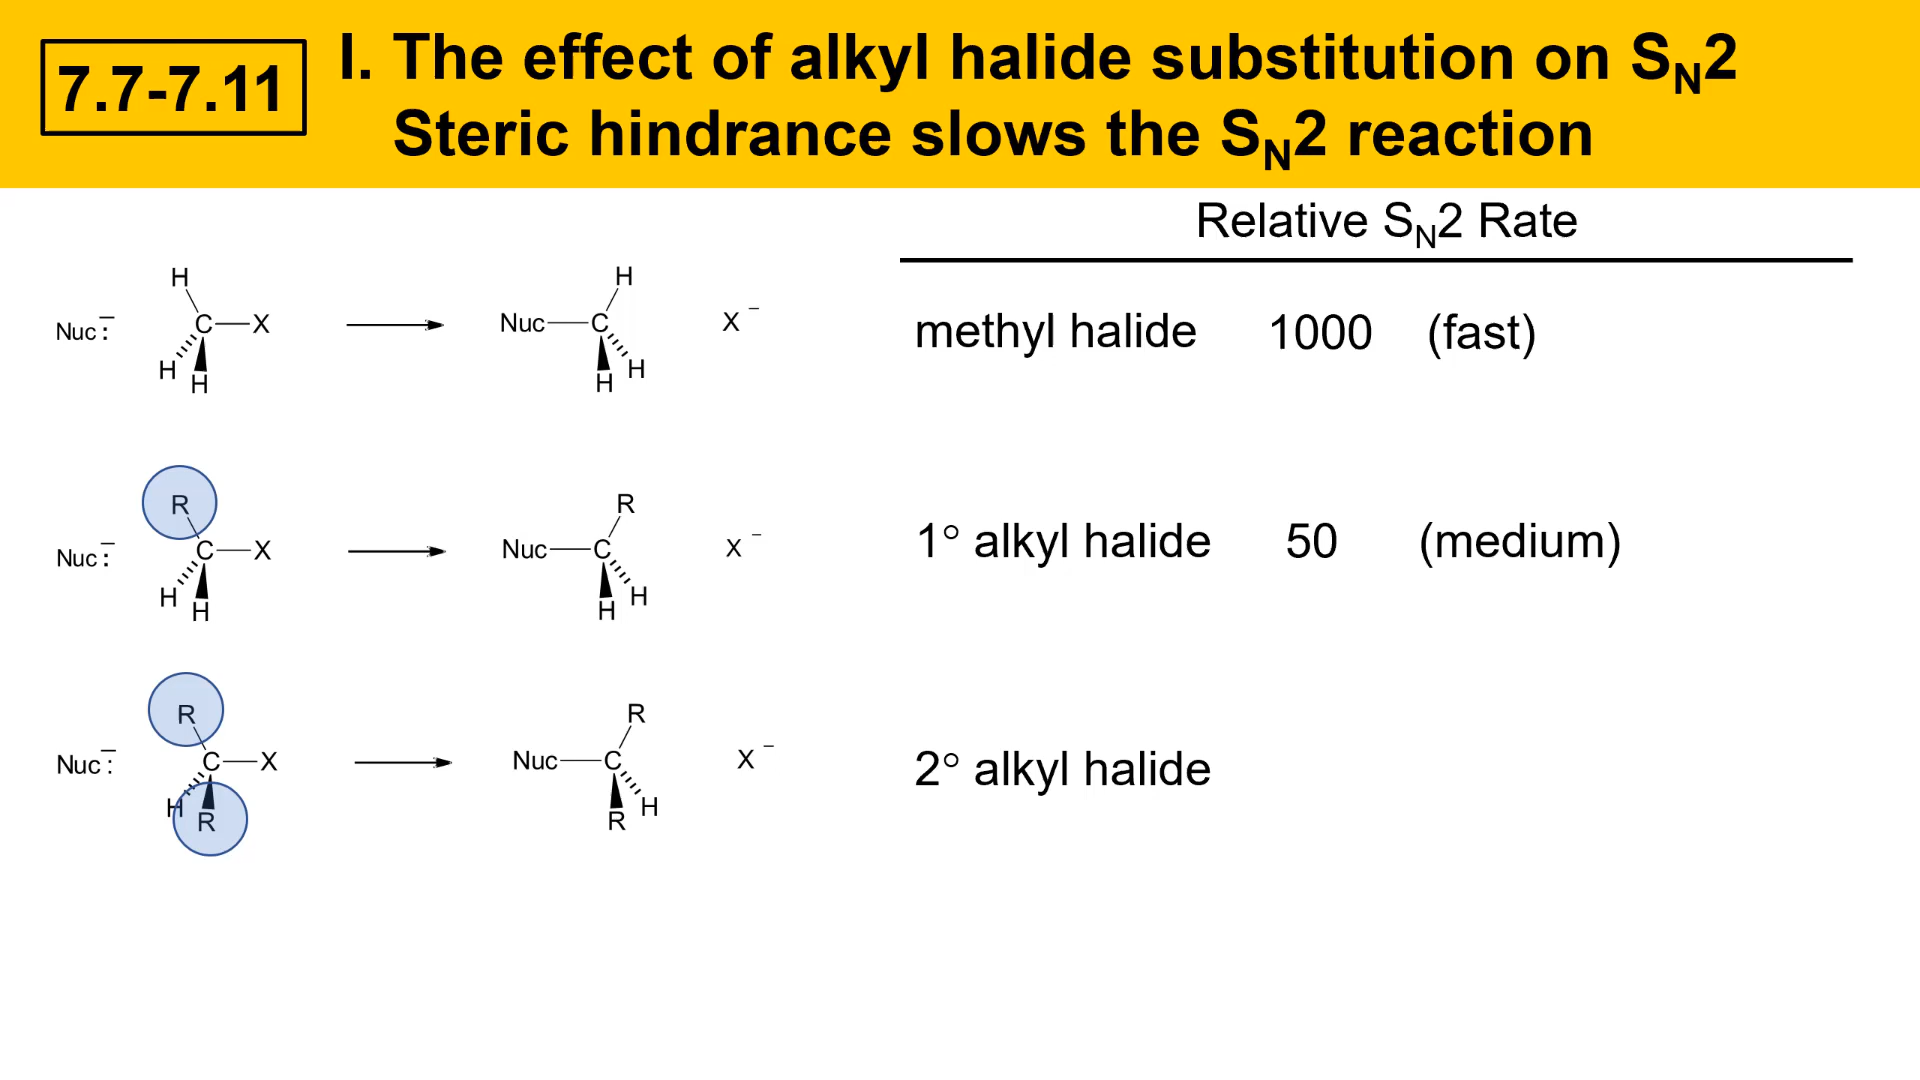 7.7-7.11
I. The effect of alkyl halide substitution on SN2
Steric hindrance slows the SN2 reaction
Relative SN2 Rate
H
Nuc:⁻ C X
H H
H
Nuc C
H H
X⁻
methyl halide 1000 (fast)
R
Nuc:⁻ C X
H H
R
Nuc C
H H
X⁻
1° alkyl halide 50 (medium)
R
Nuc:⁻ C X
H R
R
Nuc C
R H
X⁻
2° alkyl halide